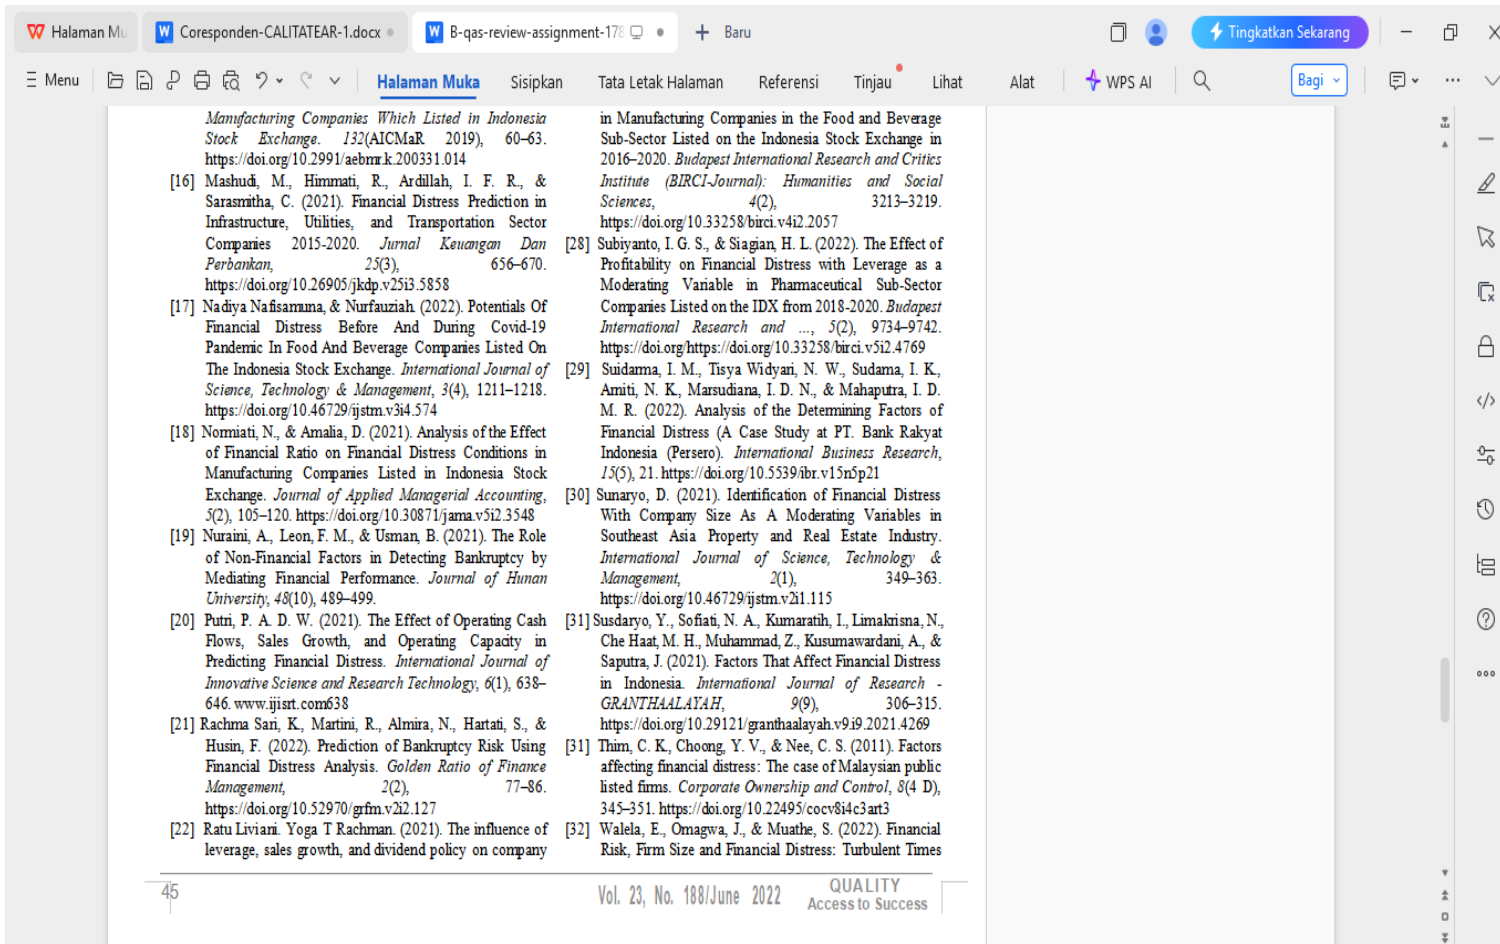 Halaman Mu
Coresponden-CALITATEAR-1.docx
B-qas-review-assignment-178
Baru
Tingkatkan Sekarang
Menu
Halaman Muka
Sisipkan
Tata Letak Halaman
Referensi
Tinjau
Lihat
Alat
WPS AI
Bagi
Manufacturing Companies Which Listed in Indonesia
Stock Exchange. 132(AICMaR 2019), 60–63.
https://doi.org/10.2991/aebmr.k.200331.014
[16] Mashudi, M., Himmati, R., Ardillah, I. F. R., &
Sarasmitha, C. (2021). Financial Distress Prediction in
Infrastructure, Utilities, and Transportation Sector
Companies 2015-2020. Jurnal Keuangan Dan
Perbankan, 25(3), 656–670.
https://doi.org/10.26905/jkdp.v25i3.5858
[17] Nadiya Nafisamuna, & Nurfauziah. (2022). Potentials Of
Financial Distress Before And During Covid-19
Pandemic In Food And Beverage Companies Listed On
The Indonesia Stock Exchange. International Journal of
Science, Technology & Management, 3(4), 1211–1218.
https://doi.org/10.46729/ijstm.v3i4.574
[18] Normiati, N., & Amalia, D. (2021). Analysis of the Effect
of Financial Ratio on Financial Distress Conditions in
Manufacturing Companies Listed in Indonesia Stock
Exchange. Journal of Applied Managerial Accounting,
5(2), 105–120. https://doi.org/10.30871/jama.v5i2.3548
[19] Nuraini, A., Leon, F. M., & Usman, B. (2021). The Role
of Non-Financial Factors in Detecting Bankruptcy by
Mediating Financial Performance. Journal of Hunan
University, 48(10), 489–499.
[20] Putri, P. A. D. W. (2021). The Effect of Operating Cash
Flows, Sales Growth, and Operating Capacity in
Predicting Financial Distress. International Journal of
Innovative Science and Research Technology, 6(1), 638–
646. www.ijisrt.com638
[21] Rachma Sari, K., Martini, R., Almira, N., Hartati, S., &
Husin, F. (2022). Prediction of Bankruptcy Risk Using
Financial Distress Analysis. Golden Ratio of Finance
Management, 2(2), 77–86.
https://doi.org/10.52970/grfm.v2i2.127
[22] Ratu Liviani. Yoga T Rachman. (2021). The influence of
leverage, sales growth, and dividend policy on company
in Manufacturing Companies in the Food and Beverage
Sub-Sector Listed on the Indonesia Stock Exchange in
2016–2020. Budapest International Research and Critics
Institute (BIRCI-Journal): Humanities and Social
Sciences, 4(2), 3213–3219.
https://doi.org/10.33258/birci.v4i2.2057
[28] Subiyanto, I. G. S., & Siagian, H. L. (2022). The Effect of
Profitability on Financial Distress with Leverage as a
Moderating Variable in Pharmaceutical Sub-Sector
Companies Listed on the IDX from 2018-2020. Budapest
International Research and ..., 5(2), 9734–9742.
https://doi.org/https://doi.org/10.33258/birci.v5i2.4769
[29] Suidarma, I. M., Tisya Widyari, N. W., Sudarna, I. K.,
Arniti, N. K., Marsudiana, I. D. N., & Mahaputra, I. D.
M. R. (2022). Analysis of the Determining Factors of
Financial Distress (A Case Study at PT. Bank Rakyat
Indonesia (Persero). International Business Research,
15(5), 21. https://doi.org/10.5539/ibr.v15n5p21
[30] Sunaryo, D. (2021). Identification of Financial Distress
With Company Size As A Moderating Variables in
Southeast Asia Property and Real Estate Industry.
International Journal of Science, Technology &
Management, 2(1), 349–363.
https://doi.org/10.46729/ijstm.v2i1.115
[31] Susdaryo, Y., Sofiati, N. A., Kumaratih, I., Limakrisna, N.,
Che Haat, M. H., Muhammad, Z., Kusumawardani, A., &
Saputra, J. (2021). Factors That Affect Financial Distress
in Indonesia. International Journal of Research -
GRANTHAALAYAH, 9(9), 306–315.
https://doi.org/10.29121/granthaalayah.v9.i9.2021.4269
[31] Thim, C. K., Choong, Y. V., & Nee, C. S. (2011). Factors
affecting financial distress: The case of Malaysian public
listed firms. Corporate Ownership and Control, 8(4 D),
345–351. https://doi.org/10.22495/cocv8i4c3art3
[32] Walela, E., Omagwa, J., & Muathe, S. (2022). Financial
Risk, Firm Size and Financial Distress: Turbulent Times
45
Vol. 23, No. 188/June 2022
QUALITY
Access to Success